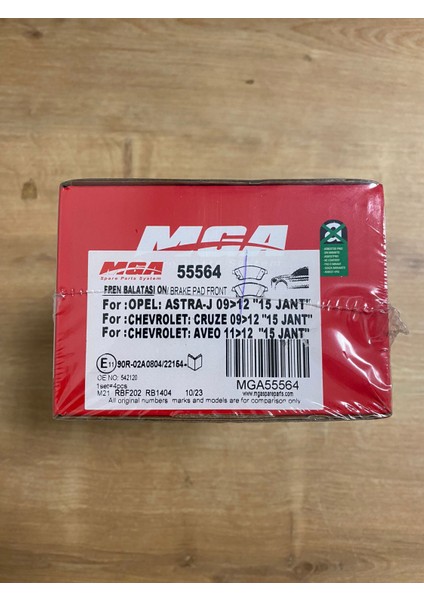 MGA
MGA
Spare Parts System
55564
FREN BALATASI ON/BRAKE PAD FRONT
For :OPEL: ASTRA-J 09>12 "15 JANT"
For :CHEVROLET: CRUZE 09>12 "15 JANT"
For :CHEVROLET: AVEO 11>12 "15 JANT"
E11 90R-02A0804/22164-
OE NO: 542120
1set=4pcs
M21 RBF202 RB1404 10/23
MGA55564
www.mgaspareparts.com
All original numbers marks and models are for comparison only